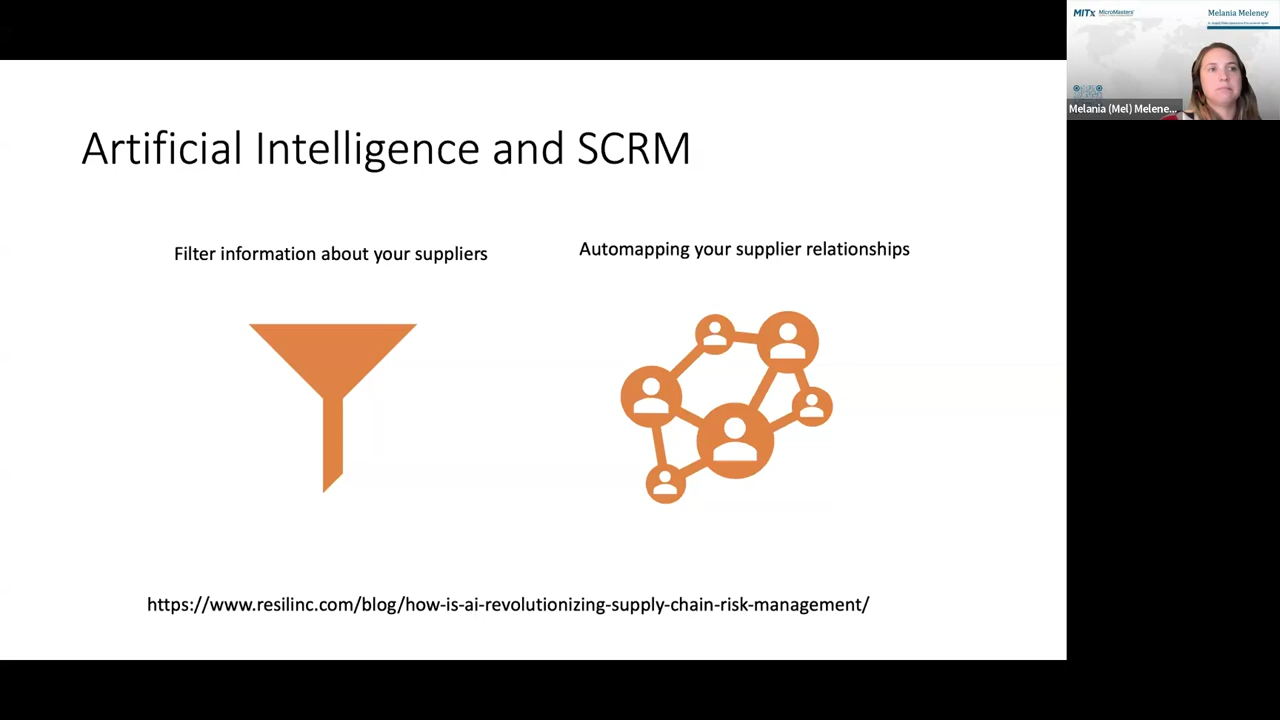 Artificial Intelligence and SCRM
Filter information about your suppliers
Automapping your supplier relationships
https://www.resilinc.com/blog/how-is-ai-revolutionizing-supply-chain-risk-management/
MITx MicroMasters
Melania Meleney
Melania (Mel) Melene...